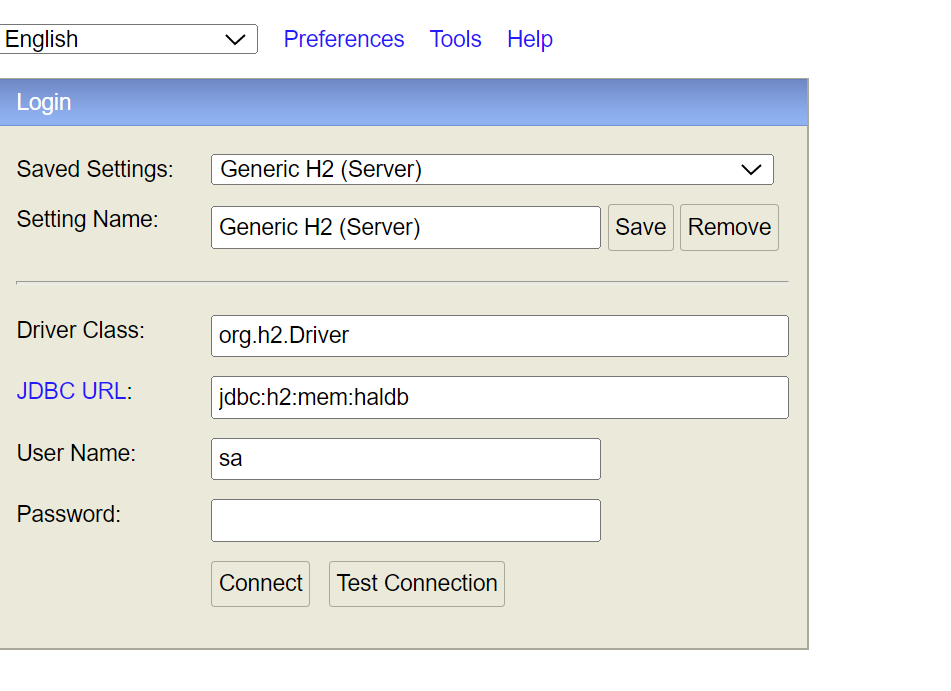 English Preferences Tools Help
Login
Saved Settings: Generic H2 (Server)
Setting Name: Generic H2 (Server) Save Remove
Driver Class: org.h2.Driver
JDBC URL: jdbc:h2:mem:haldb
User Name: sa
Password:
Connect Test Connection